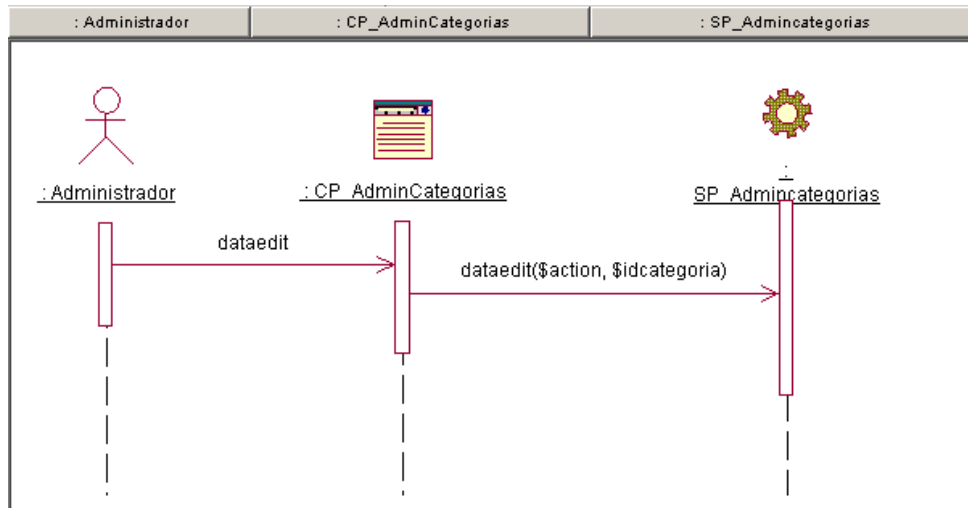 : Administrador
: CP_AdminCategorias
: SP_Admincategorias
: Administrador
: CP_AdminCategorias
:
SP_Admincategorias
dataedit
dataedit($action, $idcategoria)